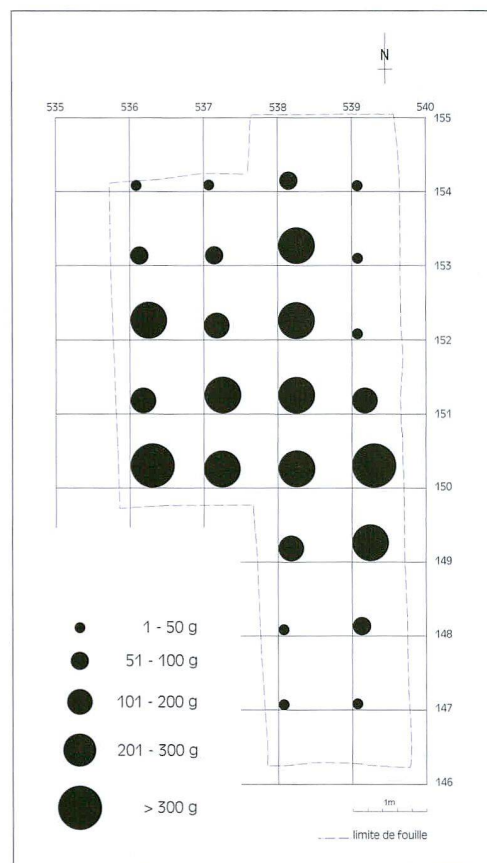 N
535 536 537 538 539 540
155
154
153
152
151
150
149
148
147
146
1 - 50 g
51 - 100 g
101 - 200 g
201 - 300 g
> 300 g
1m
limite de fouille